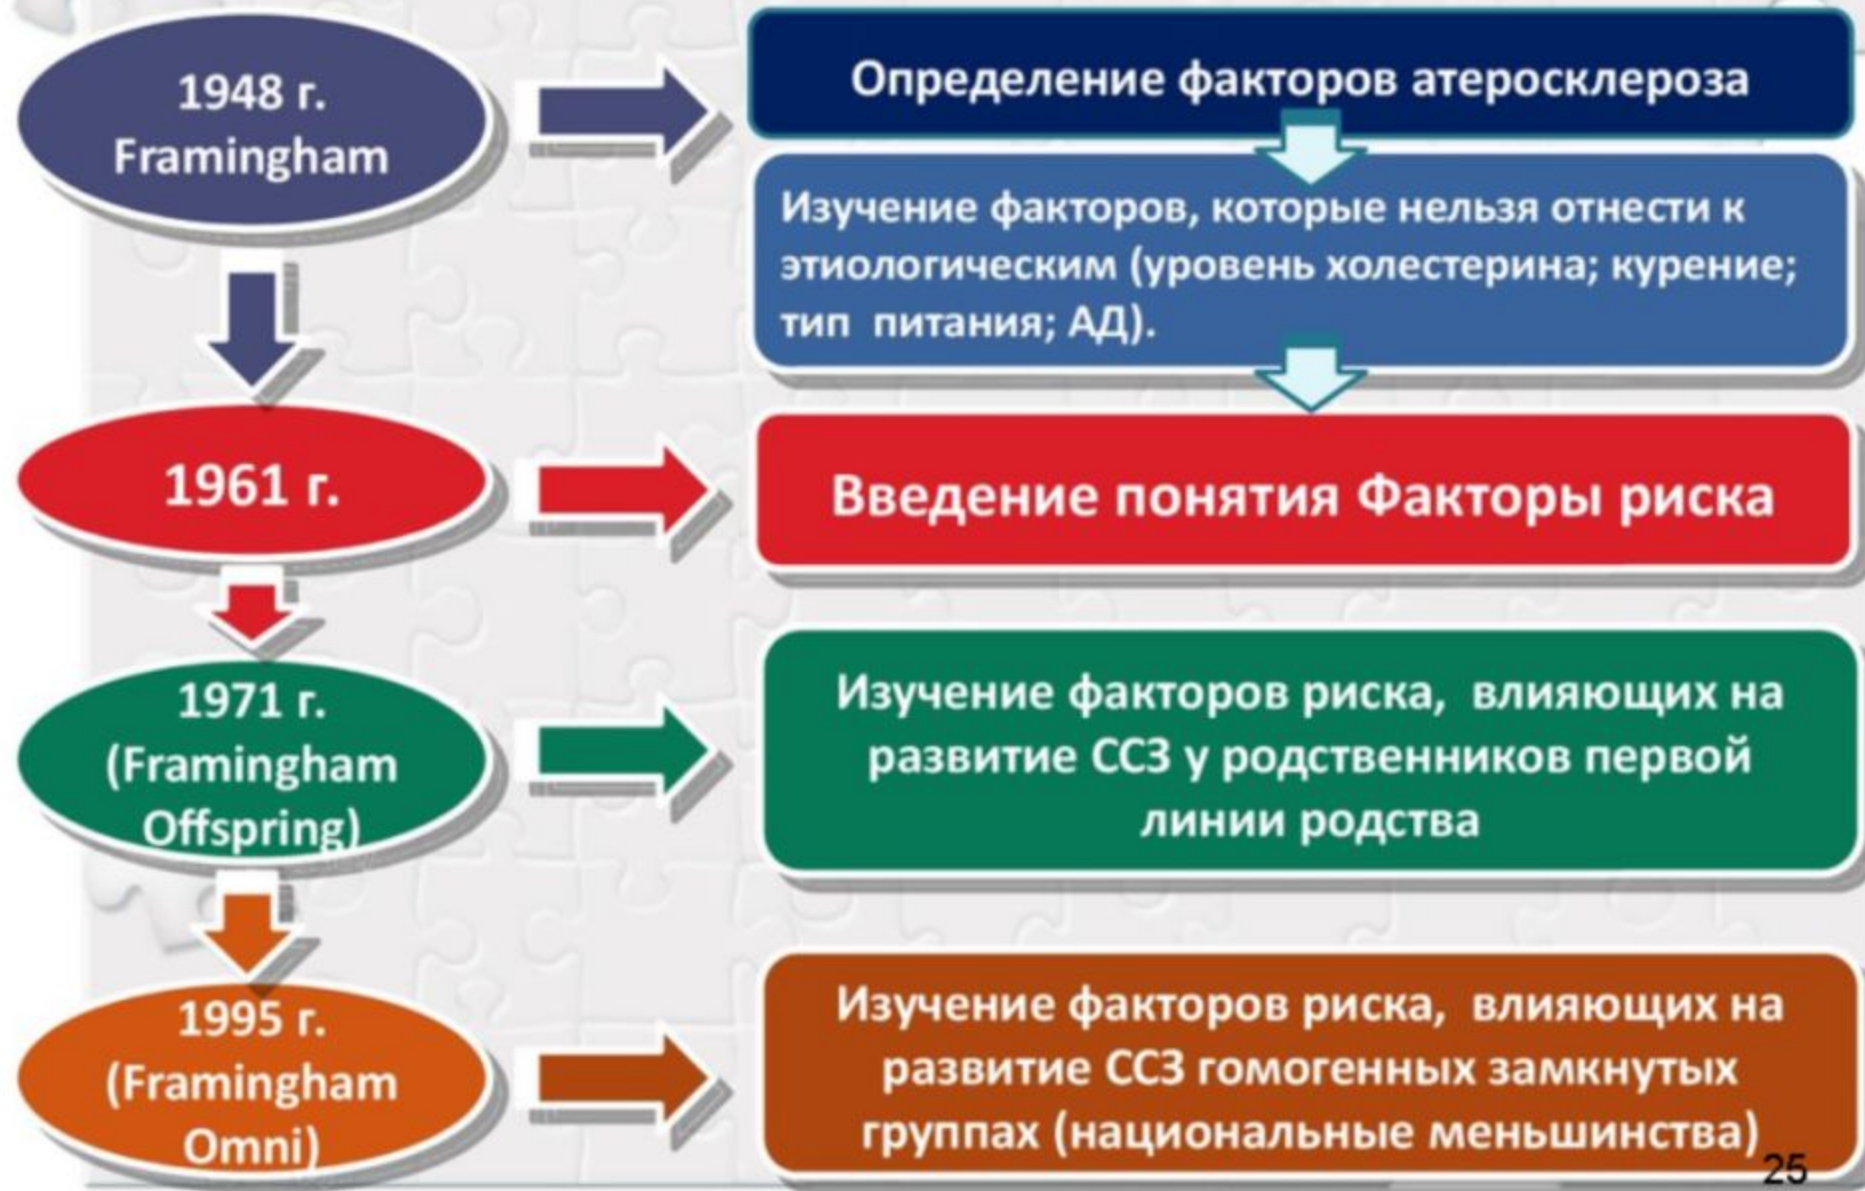 1948 г.
Framingham
Определение факторов атеросклероза
Изучение факторов, которые нельзя отнести к
этиологическим (уровень холестерина; курение;
тип питания; АД).
1961 г.
Введение понятия Факторы риска
1971 г.
(Framingham
Offspring)
Изучение факторов риска, влияющих на
развитие ССЗ у родственников первой
линии родства
1995 г.
(Framingham
Omni)
Изучение факторов риска, влияющих на
развитие ССЗ гомогенных замкнутых
группах (национальные меньшинства)
25